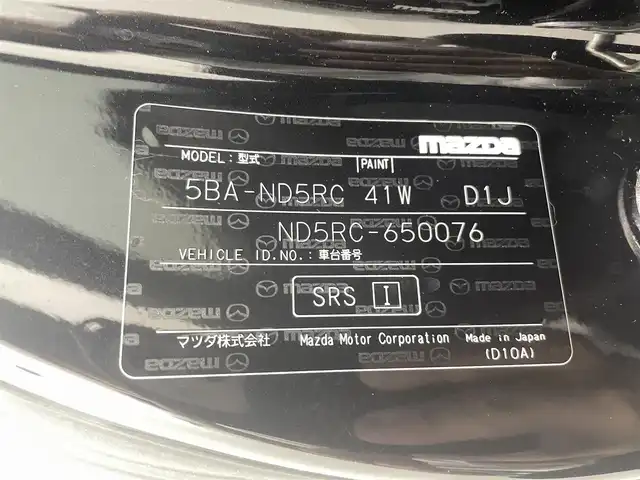 mazda
MODEL:型式 PAINT
5BA-ND5RC 41W D1J
ND5RC-650076
VEHICLE ID.NO.:車台番号
SRS I
マツダ株式会社 Mazda Motor Corporation Made in Japan
(D10A)